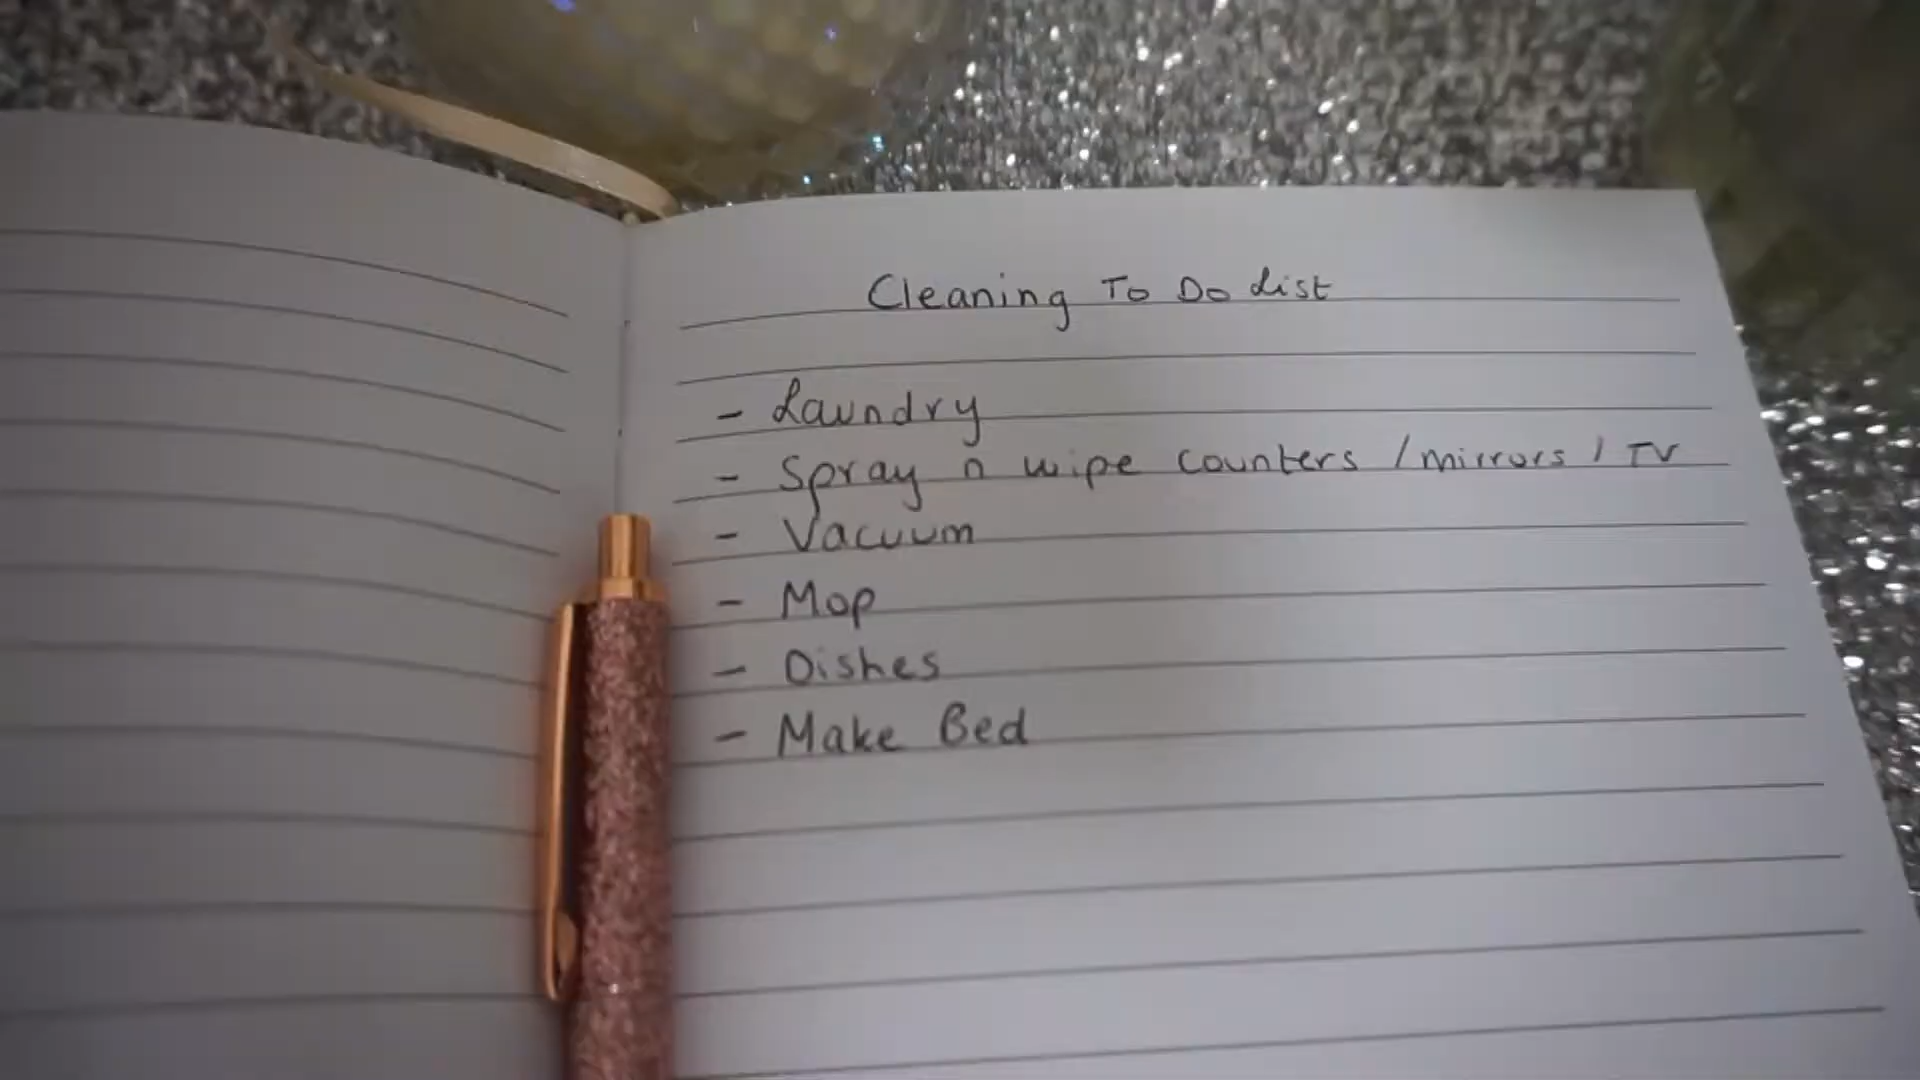 Cleaning To Do List
- Laundry
- Spray n wipe counters / mirrors / TV
- Vacuum
- Mop
- Dishes
- Make Bed